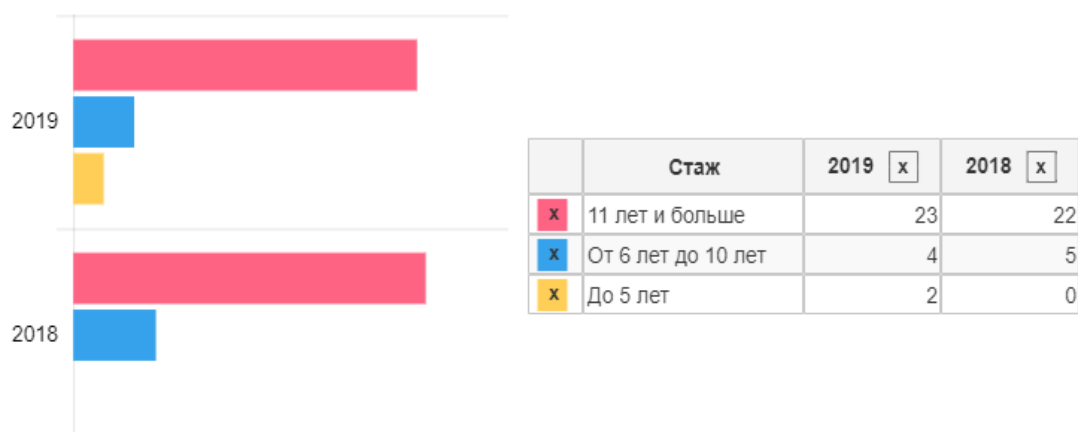 2019
2018
Стаж 2019 x 2018 x
x 11 лет и больше 23 22
x От 6 лет до 10 лет 4 5
x До 5 лет 2 0